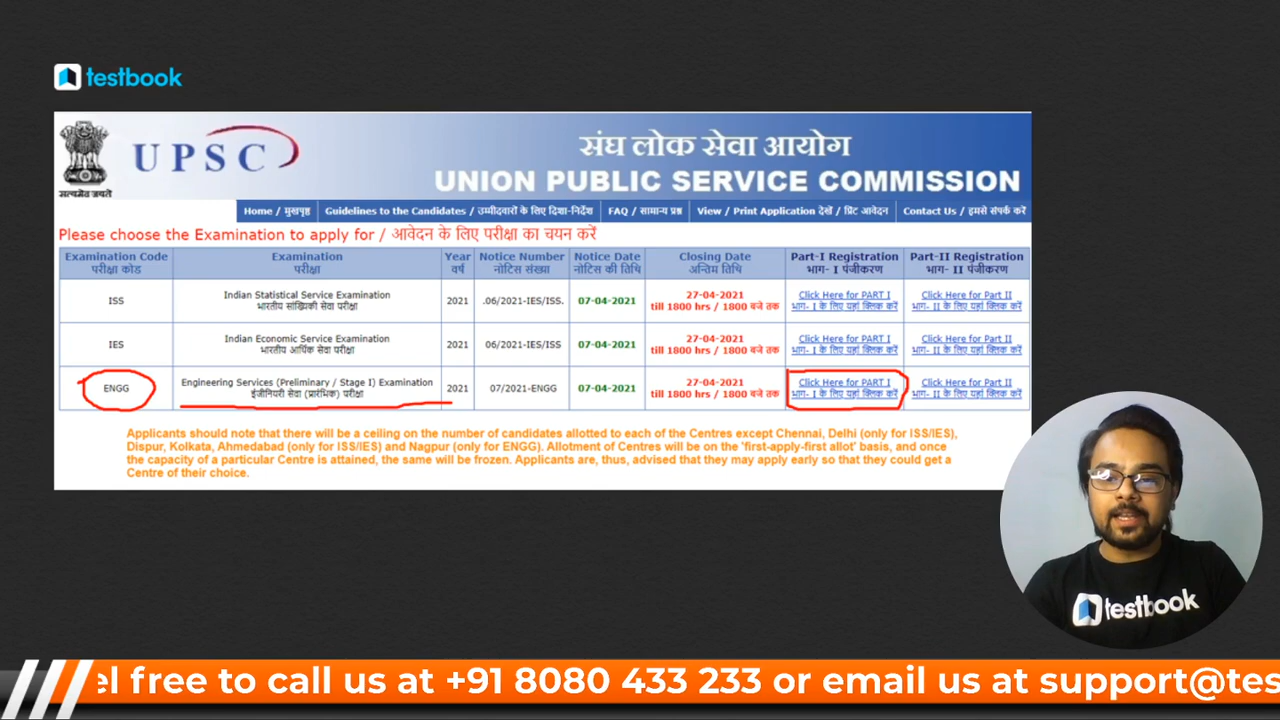 testbook
सत्यमेव जयते
UPSC
संघ लोक सेवा आयोग
UNION PUBLIC SERVICE COMMISSION
Home / मुखपृष्ठ Guidelines to the Candidates / उम्मीदवारों के लिए दिशा-निर्देश FAQ / सामान्य प्रश्न View / Print Application देखें / प्रिंट आवेदन Contact Us / हमसे संपर्क करें
Please choose the Examination to apply for / आवेदन के लिए परीक्षा का चयन करें
Examination Code Examination Year Notice Number Notice Date Closing Date Part-I Registration Part-II Registration
परीक्षा कोड परीक्षा वर्ष नोटिस संख्या नोटिस की तिथि अन्तिम तिथि भाग- I पंजीकरण भाग- II पंजीकरण
ISS Indian Statistical Service Examination 2021 .06/2021-IES/ISS. 07-04-2021 27-04-2021 Click Here for PART I Click Here for Part II
भारतीय सांख्यिकी सेवा परीक्षा till 1800 hrs / 1800 बजे तक भाग- I के लिए यहां क्लिक करें भाग- II के लिए यहां क्लिक करें
IES Indian Economic Service Examination 2021 06/2021-IES/ISS 07-04-2021 27-04-2021 Click Here for PART I Click Here for Part II
भारतीय आर्थिक सेवा परीक्षा till 1800 hrs / 1800 बजे तक भाग- I के लिए यहां क्लिक करें भाग- II के लिए यहां क्लिक करें
ENGG Engineering Services (Preliminary / Stage I) Examination 2021 07/2021-ENGG 07-04-2021 27-04-2021 Click Here for PART I Click Here for Part II
ईंजीनियरी सेवा (प्रारंभिक) परीक्षा till 1800 hrs / 1800 बजे तक भाग- I के लिए यहां क्लिक करें भाग- II के लिए यहां क्लिक करें
Applicants should note that there will be a ceiling on the number of candidates allotted to each of the Centres except Chennai, Delhi (only for ISS/IES),
Dispur, Kolkata, Ahmedabad (only for ISS/IES) and Nagpur (only for ENGG). Allotment of Centres will be on the 'first-apply-first allot' basis, and once
the capacity of a particular Centre is attained, the same will be frozen. Applicants are, thus, advised that they may apply early so that they could get a
Centre of their choice.
testbook
el free to call us at +91 8080 433 233 or email us at support@tes